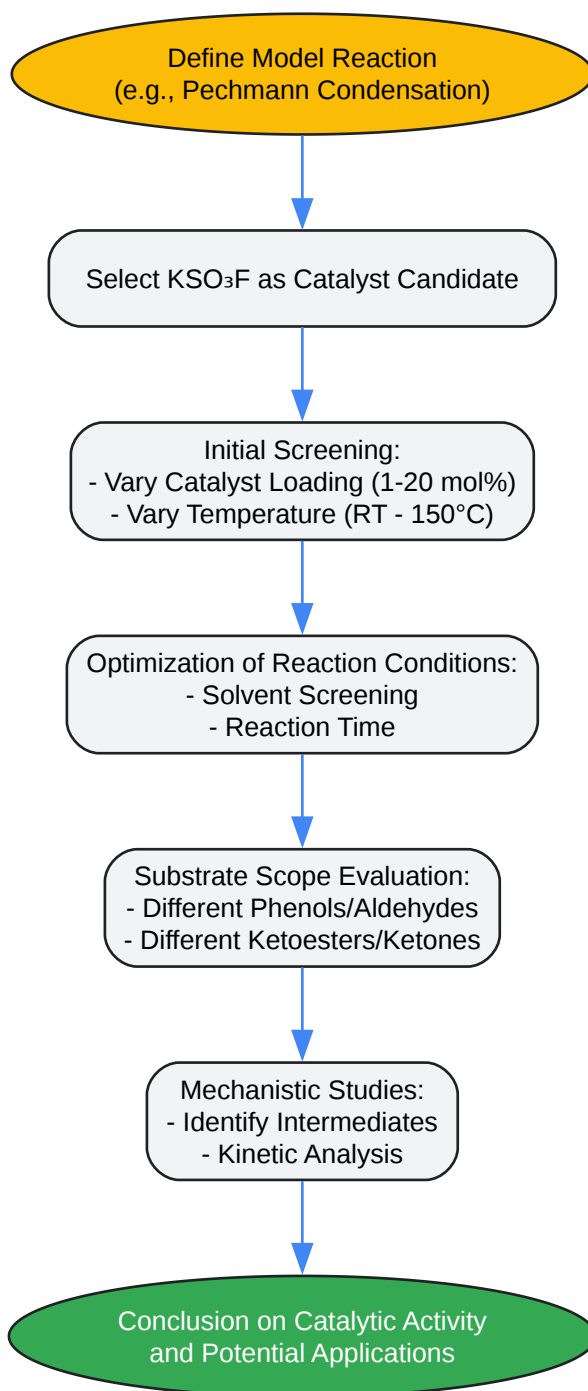 Define Model Reaction
(e.g., Pechmann Condensation)
Select KSO₃F as Catalyst Candidate
Initial Screening:
- Vary Catalyst Loading (1-20 mol%)
- Vary Temperature (RT - 150°C)
Optimization of Reaction Conditions:
- Solvent Screening
- Reaction Time
Substrate Scope Evaluation:
- Different Phenols/Aldehydes
- Different Ketoesters/Ketones
Mechanistic Studies:
- Identify Intermediates
- Kinetic Analysis
Conclusion on Catalytic Activity
and Potential Applications